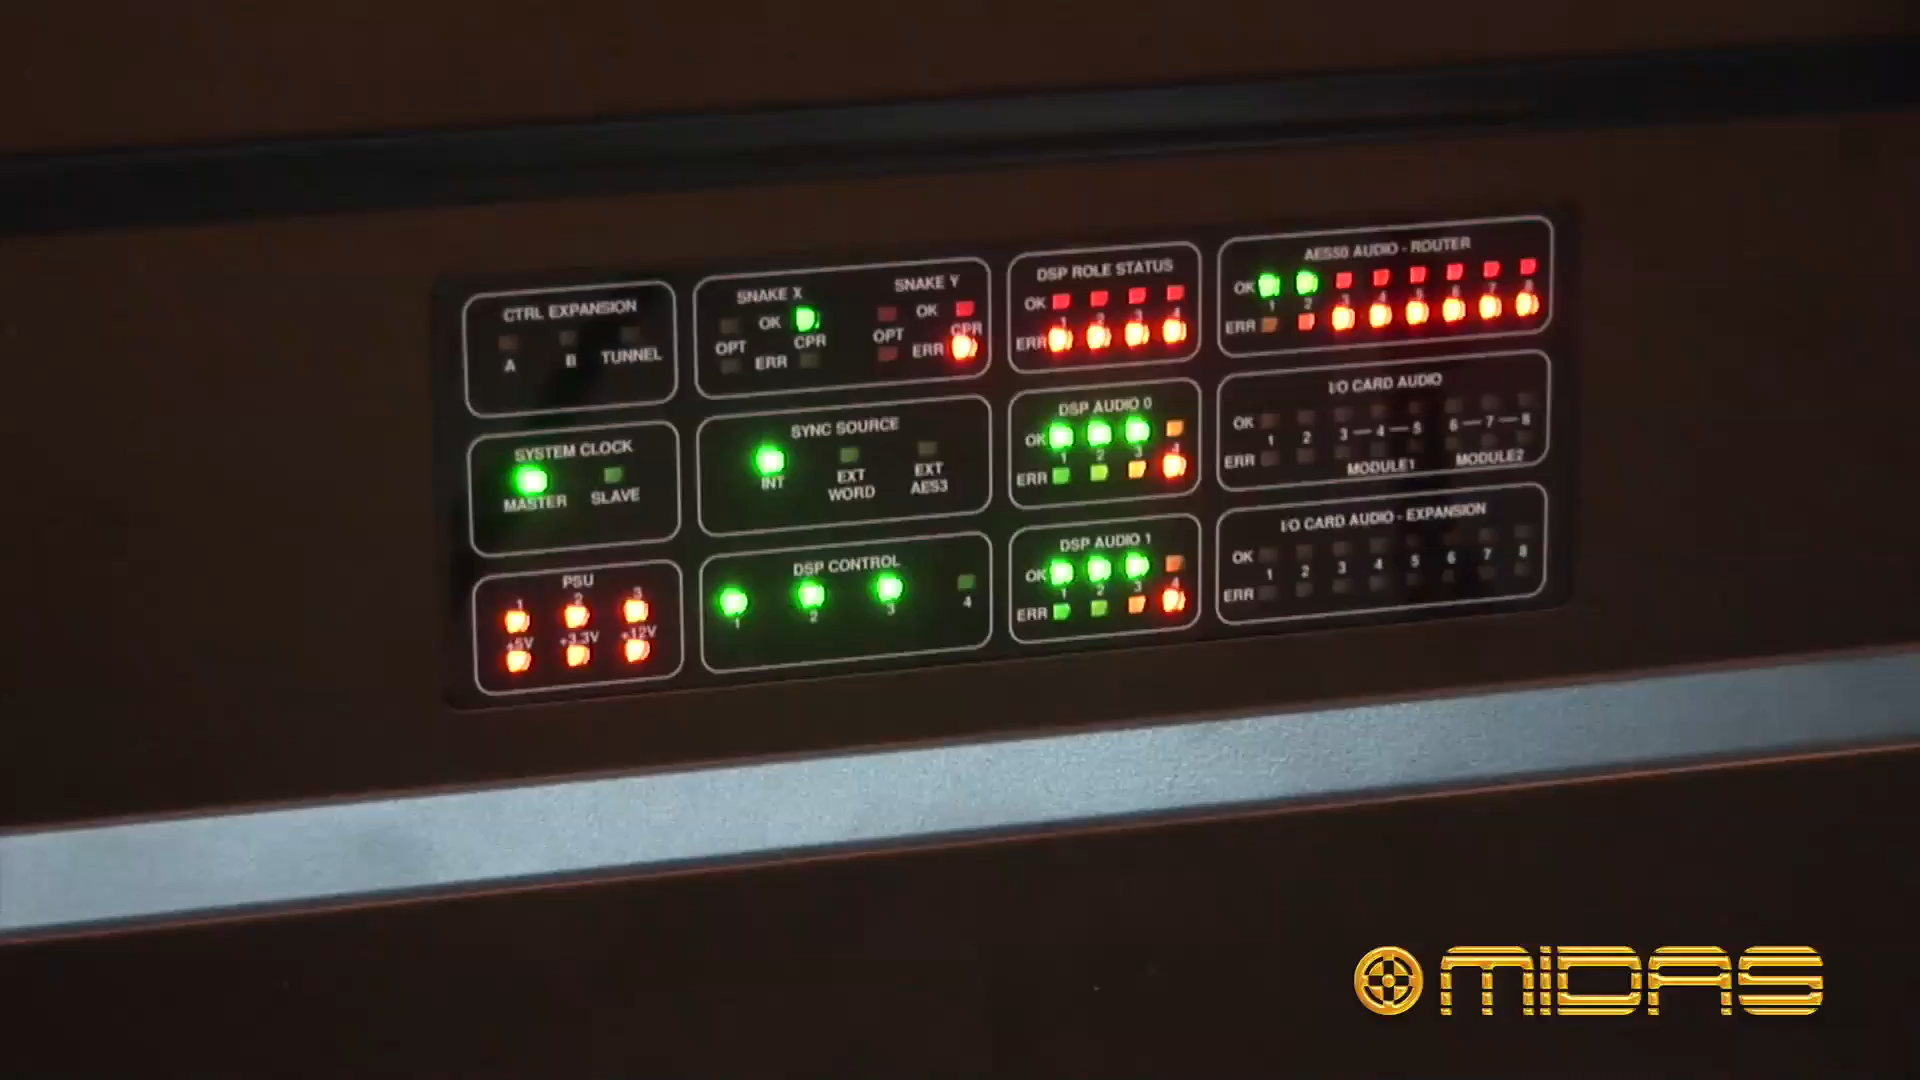 CTRL EXPANSION
A B TUNNEL
SNAKE X
OK
OPT CPR
ERR
SNAKE Y
OK
OPT CPR
ERR
DSP ROLE STATUS
OK
1 2 3 4
ERR
AES50 AUDIO - ROUTER
OK
1 2 3 4 5 6 7 8
ERR
SYSTEM CLOCK
MASTER SLAVE
SYNC SOURCE
INT EXT WORD EXT AES3
DSP AUDIO 0
OK
1 2 3 4
ERR
I/O CARD AUDIO
OK
1 2 3 — 4 — 5 6 — 7 — 8
ERR
MODULE1 MODULE2
PSU
1 2 3
+5V +3.3V +12V
DSP CONTROL
1 2 3 4
DSP AUDIO 1
OK
1 2 3 4
ERR
I/O CARD AUDIO - EXPANSION
OK
1 2 3 4 5 6 7 8
ERR
MIDAS